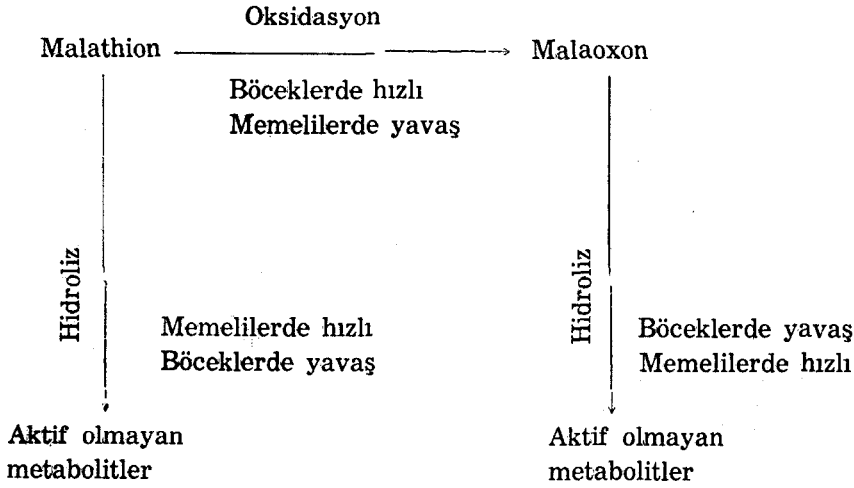 Oksidasyon
Malathion
Malaoxon
Böceklerde hızlı
Memelilerde yavaş
Hidroliz
Memelilerde hızlı
Böceklerde yavaş
Hidroliz
Böceklerde yavaş
Memelilerde hızlı
Aktif olmayan
metabolitler
Aktif olmayan
metabolitler